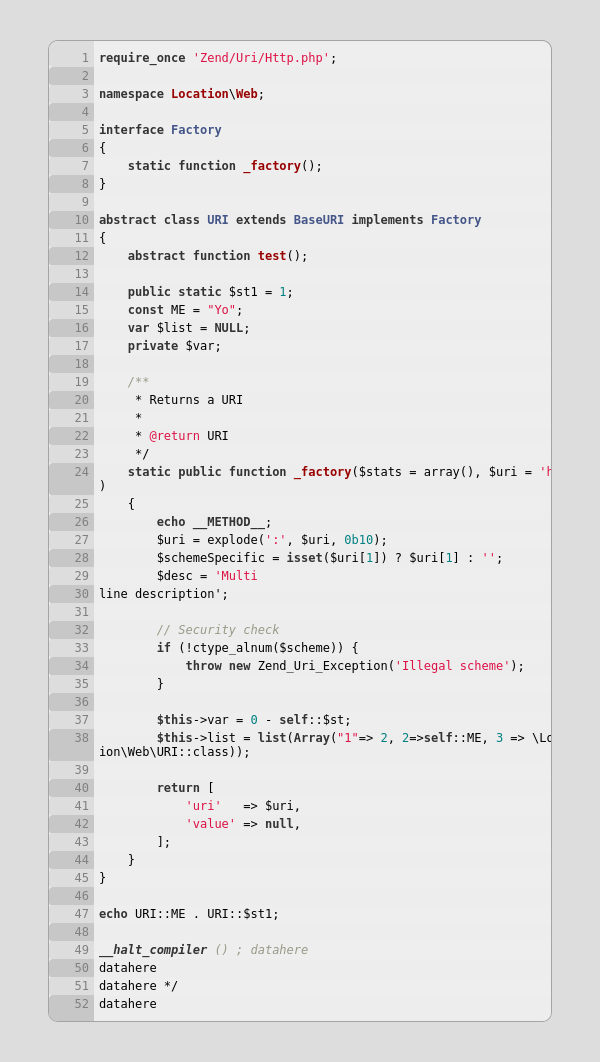 1 require_once 'Zend/Uri/Http.php';
2
3 namespace Location\Web;
4
5 interface Factory
6 {
7     static function _factory();
8 }
9
10 abstract class URI extends BaseURI implements Factory
11 {
12     abstract function test();
13
14     public static $st1 = 1;
15     const ME = "Yo";
16     var $list = NULL;
17     private $var;
18
19     /**
20      * Returns a URI
21      *
22      * @return URI
23      */
24     static public function _factory($stats = array(), $uri = 'h
)
25     {
26         echo __METHOD__;
27         $uri = explode(':', $uri, 0b10);
28         $schemeSpecific = isset($uri[1]) ? $uri[1] : '';
29         $desc = 'Multi
30 line description';
31
32         // Security check
33         if (!ctype_alnum($scheme)) {
34             throw new Zend_Uri_Exception('Illegal scheme');
35         }
36
37         $this->var = 0 - self::$st;
38         $this->list = list(Array("1"=> 2, 2=>self::ME, 3 => \Lo
ion\Web\URI::class));
39
40         return [
41             'uri'   => $uri,
42             'value' => null,
43         ];
44     }
45 }
46
47 echo URI::ME . URI::$st1;
48
49 __halt_compiler () ; datahere
50 datahere
51 datahere */
52 datahere